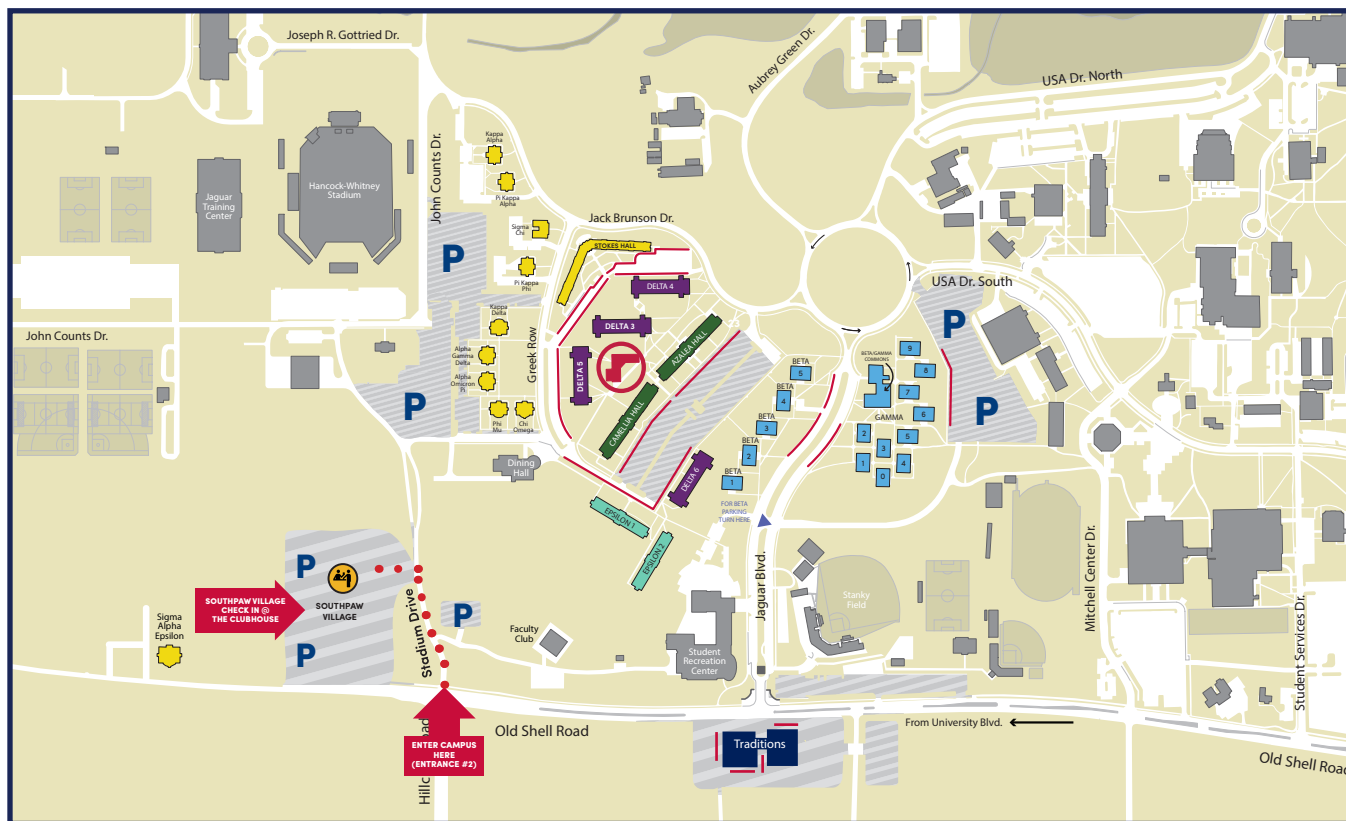 Joseph R. Gottried Dr.
Aubrey Green Dr.
USA Dr. North
John Counts Dr.
Kappa
Alpha
Pi Kappa
Alpha
Hancock-Whitney
Stadium
Jaguar
Training
Center
Jack Brunson Dr.
Sigma
Chi
STOKES HALL
P
Pi Kappa
Phi
DELTA 4
USA Dr. South
Kappa
Delta
DELTA 3
P
John Counts Dr.
Greek Row
Alpha
Gamma
Delta
Alpha
Omicron
Pi
DELTA 5
AZALEA HALL
BETA
5
BETA/GAMMA
COMMONS
9
8
7
6
BETA
4
P
Phi
Mu
Chi
Omega
CAMELLIA HALL
BETA
3
GAMMA
P
2
3
5
BETA
2
1
4
0
Dining
Hall
DELTA 6
BETA
1
FOR BETA
PARKING
TURN HERE
EPSILON 1
EPSILON 2
Jaguar Blvd.
Mitchell Center Dr.
P
SOUTHPAW VILLAGE
CHECK IN @
THE CLUBHOUSE
SOUTHPAW
VILLAGE
Stadium Drive
P
Stanky
Field
Sigma
Alpha
Epsilon
P
Faculty
Club
Student
Recreation
Center
Student Services Dr.
Old Shell Road
From University Blvd.
ENTER CAMPUS
HERE
(ENTRANCE #2)
Traditions
Old Shell Road